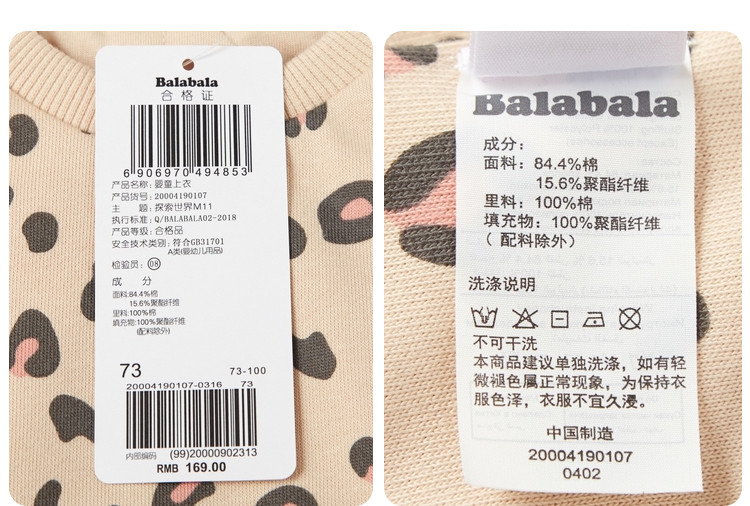 Balabala
合格证
6 906970 494853
产品名称: 婴童上衣
产品货号: 20004190107
主　题: 探索世界M11
执行标准: Q/BALABALA02-2018
产品等级: 合格品
安全技术类别: 符合GB31701
A类(婴幼儿用品)
检验员: 08
成　分
面料:84.4%棉
15.6%聚酯纤维
里料:100%棉
填充物:100%聚酯纤维
(配料除外)
73 73-100
20004190107-0316 73
内部编码 (99)20000902313
RMB 169.00
Balabala
成分:
面料: 84.4%棉
15.6%聚酯纤维
里料: 100%棉
填充物: 100%聚酯纤维
( 配料除外)
洗涤说明
不可干洗
本商品建议单独洗涤，如有轻
微褪色属正常现象，为保持衣
服色泽，衣服不宜久浸。
中国制造
20004190107
0402